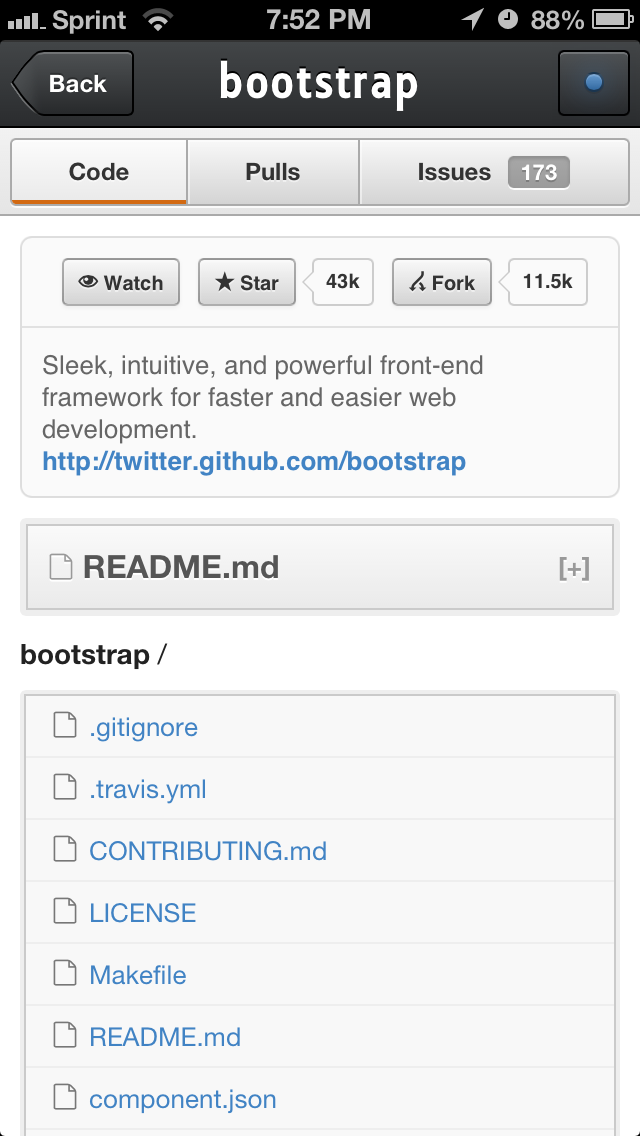 Sprint 7:52 PM 88%
Back bootstrap
Code Pulls Issues 173
Watch Star 43k Fork 11.5k
Sleek, intuitive, and powerful front-end
framework for faster and easier web
development.
http://twitter.github.com/bootstrap
README.md [+]
bootstrap /
.gitignore
.travis.yml
CONTRIBUTING.md
LICENSE
Makefile
README.md
component.json